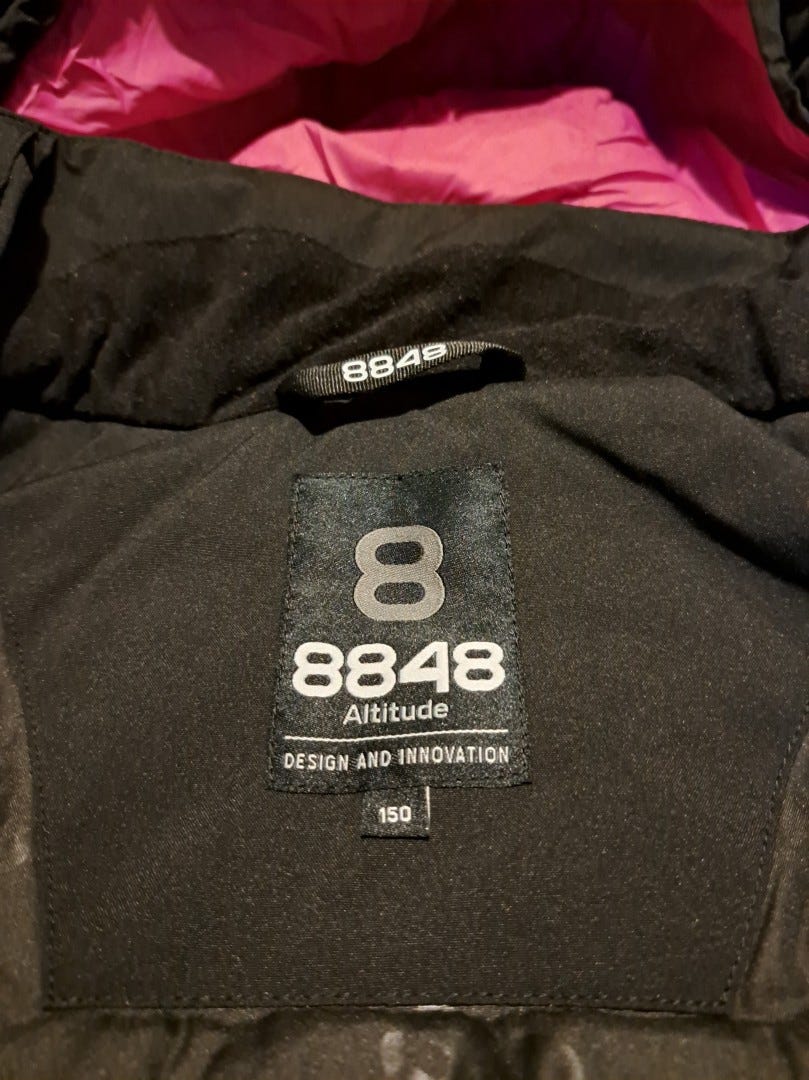 8848
8
8848
Altitude
DESIGN AND INNOVATION
150